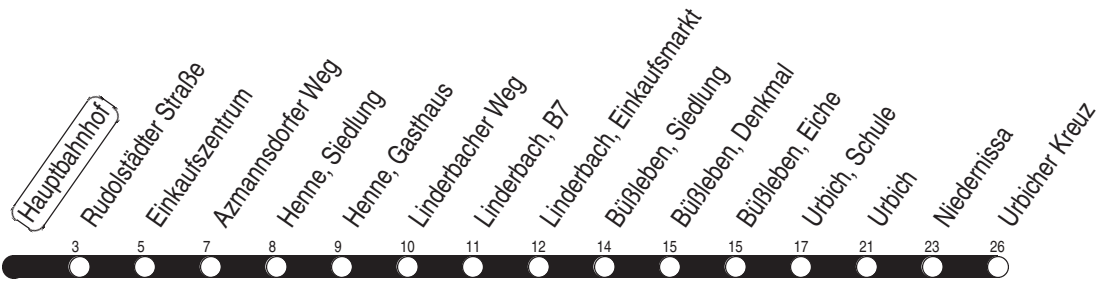 Hauptbahnhof
Rudolstädter Straße
Einkaufszentrum
Azmannsdorfer Weg
Henne, Siedlung
Henne, Gasthaus
Linderbacher Weg
Linderbach, B7
Linderbach, Einkaufsmarkt
Büßleben, Siedlung
Büßleben, Denkmal
Büßleben, Eiche
Urbich, Schule
Urbich
Niedernissa
Urbicher Kreuz
3 5 7 8 9 10 11 12 14 15 15 17 21 23 26